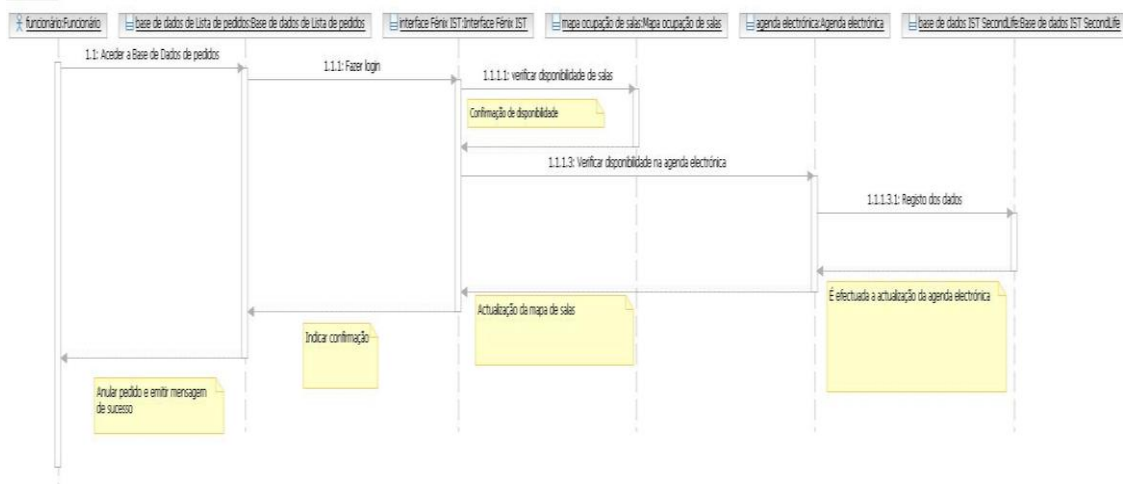 funcionário:Funcionário
base de dados de Lista de pedidos:Base de dados de Lista de pedidos
interface Fénix IST:Interface Fénix IST
mapa ocupação de salas:Mapa ocupação de salas
agenda electrónica:Agenda electrónica
base de dados IST SecondLife:Base de dados IST SecondLife
1.1: Aceder a Base de Dados de pedidos
1.1.1: Fazer login
1.1.1.1: verificar disponibilidade de salas
Confirmação de disponibilidade
1.1.1.3: Verificar disponibilidade na agenda electrónica
1.1.1.3.1: Registo dos dados
É efectuada a actualização da agenda electrónica
Actualização da mapa de salas
Indicar confirmação
Anular pedido e emitir mensagem
de sucesso